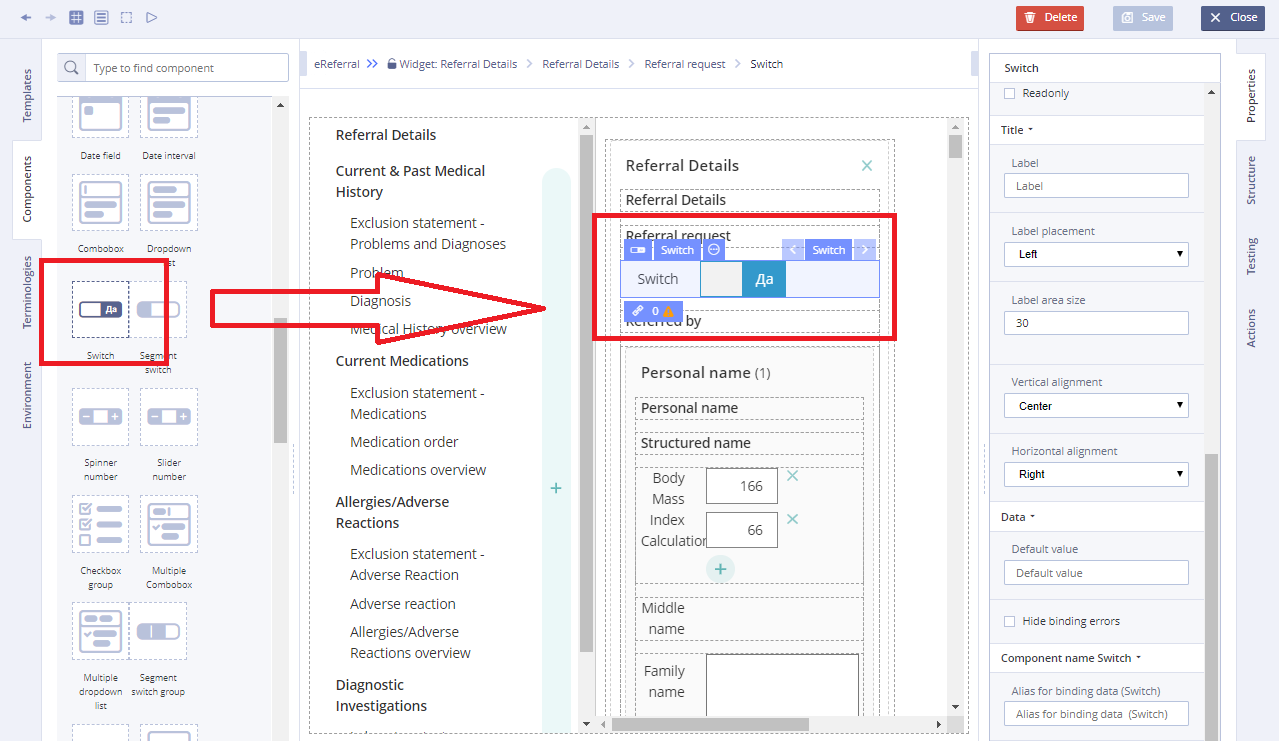 Delete
Save
Close
Templates
Components
Terminologies
Environment
Type to find component
Date field
Date interval
Combobox
Dropdown
Да
Switch
Segment
switch
Spinner
number
Slider
number
Checkbox
group
Multiple
Combobox
Multiple
dropdown
list
Segment
switch group
eReferral
Widget: Referral Details
Referral Details
Referral request
Switch
Referral Details
Current & Past Medical
History
Exclusion statement -
Problems and Diagnoses
Problem
Diagnosis
Medical History overview
Current Medications
Exclusion statement -
Medications
Medication order
Medications overview
Allergies/Adverse
Reactions
Exclusion statement -
Adverse Reaction
Adverse reaction
Allergies/Adverse
Reactions overview
Diagnostic
Investigations
Referral Details
Referral Details
Referral request
Switch
Switch
Switch
Да
0
Referred by
Personal name (1)
Personal name
Structured name
Body
Mass
Index
Calculation
166
66
Middle
name
Family
name
Switch
Readonly
Title
Label
Label
Label placement
Left
Label area size
30
Vertical alignment
Center
Horizontal alignment
Right
Data
Default value
Default value
Hide binding errors
Component name Switch
Alias for binding data (Switch)
Alias for binding data (Switch)
Properties
Structure
Testing
Actions